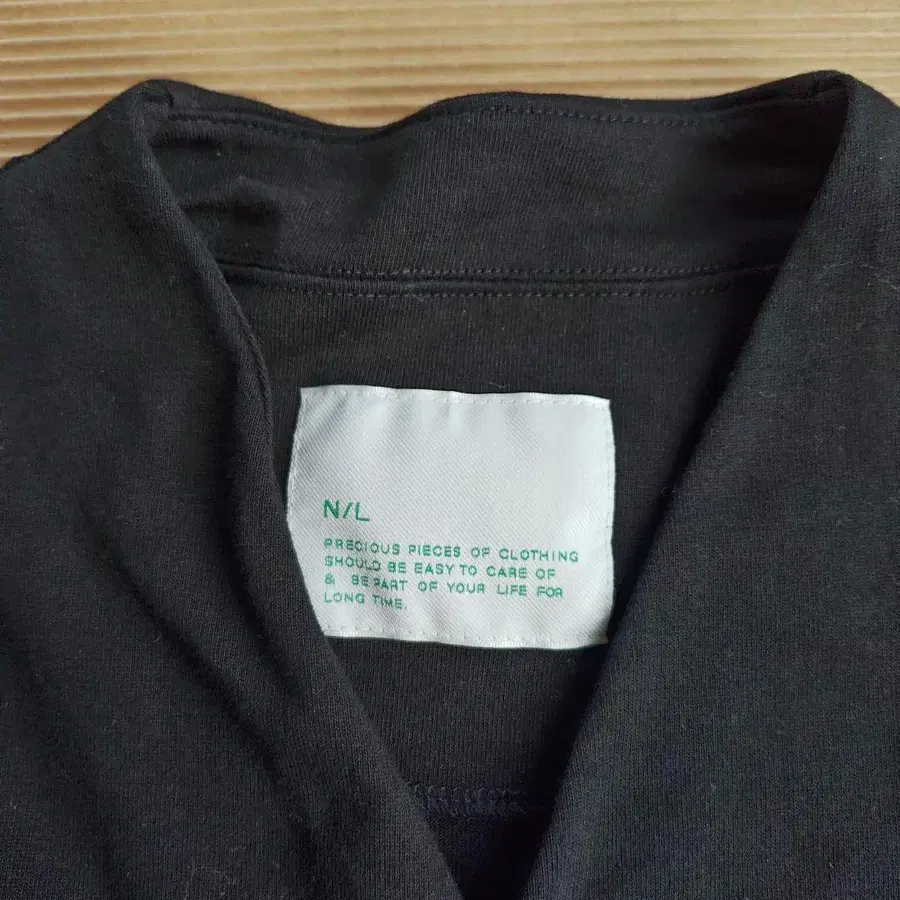 N/L
PRECIOUS PIECES OF CLOTHING
SHOULD BE EASY TO CARE OF
& BE PART OF YOUR LIFE FOR
LONG TIME.